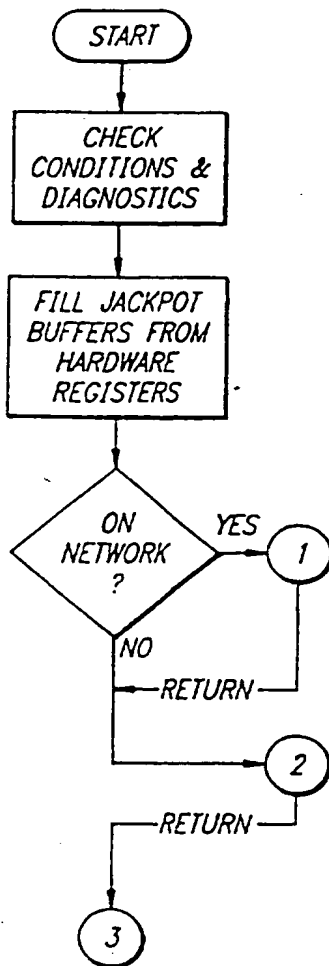 START
CHECK
CONDITIONS &
DIAGNOSTICS
FILL JACKPOT
BUFFERS FROM
HARDWARE
REGISTERS
ON
NETWORK
?
YES
1
NO
RETURN
2
RETURN
3